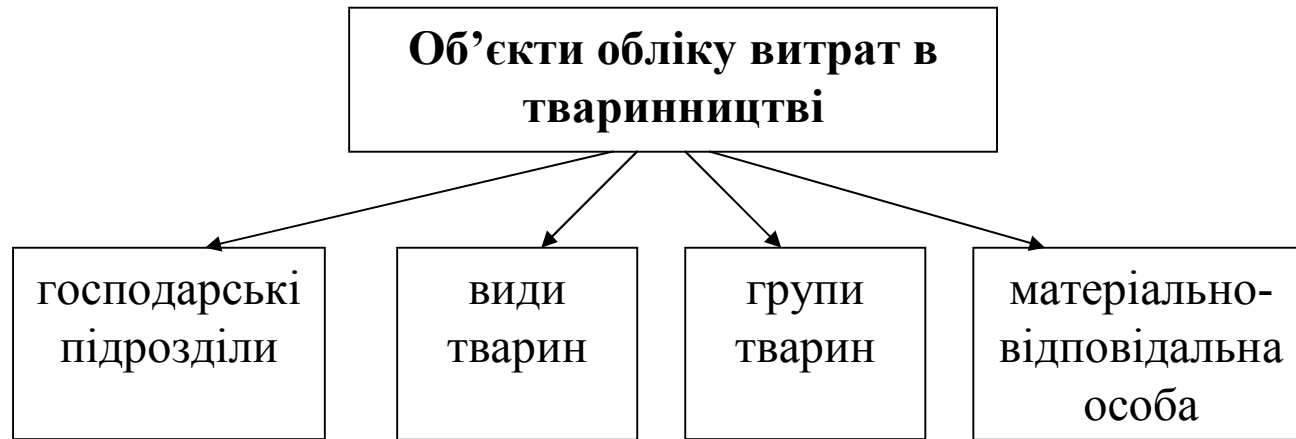 Об’єкти обліку витрат в
тваринництві
господарські
підрозділи
види
тварин
групи
тварин
матеріально-
відповідальна
особа